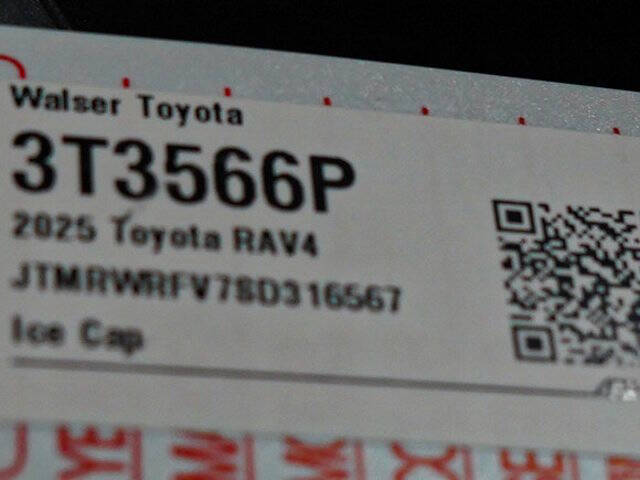 Walser Toyota
3T3566P
2025 Toyota RAV4
JTMRWRFV7SD316567
Ice Cap